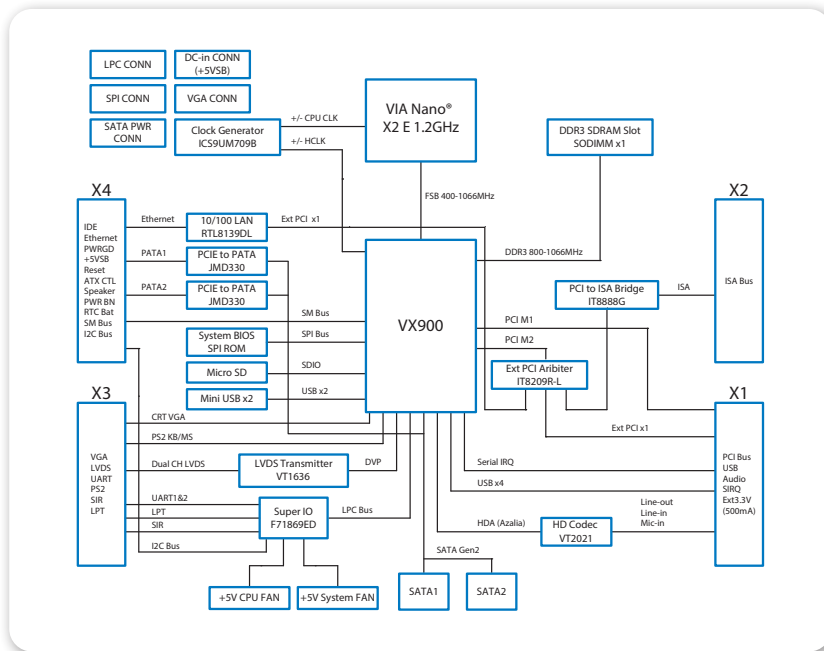 LPC CONN
DC-in CONN
(+5VSB)
SPI CONN
VGA CONN
SATA PWR
CONN
Clock Generator
ICS9UM709B
+/- CPU CLK
+/- HCLK
VIA Nano®
X2 E 1.2GHz
DDR3 SDRAM Slot
SODIMM x1
FSB 400-1066MHz
DDR3 800-1066MHz
X4
IDE
Ethernet
PWRGD
+5VSB
Reset
ATX CTL
Speaker
PWR BN
RTC Bat
SM Bus
I2C Bus
Ethernet
10/100 LAN
RTL8139DL
Ext PCI x1
PATA1
PCIE to PATA
JMD330
PATA2
PCIE to PATA
JMD330
SM Bus
System BIOS
SPI ROM
SPI Bus
Micro SD
SDIO
Mini USB x2
USB x2
VX900
X2
ISA Bus
PCI to ISA Bridge
IT8888G
ISA
PCI M1
PCI M2
Ext PCI Aribiter
IT8209R-L
Ext PCI x1
X3
VGA
LVDS
UART
PS2
SIR
LPT
CRT VGA
PS2 KB/MS
Dual CH LVDS
LVDS Transmitter
VT1636
DVP
UART1&2
LPT
SIR
I2C Bus
Super IO
F71869ED
LPC Bus
+5V CPU FAN
+5V System FAN
X1
PCI Bus
USB
Audio
SIRQ
Ext3.3V
(500mA)
Serial IRQ
USB x4
HDA (Azalia)
HD Codec
VT2021
Line-out
Line-in
Mic-in
SATA Gen2
SATA1
SATA2